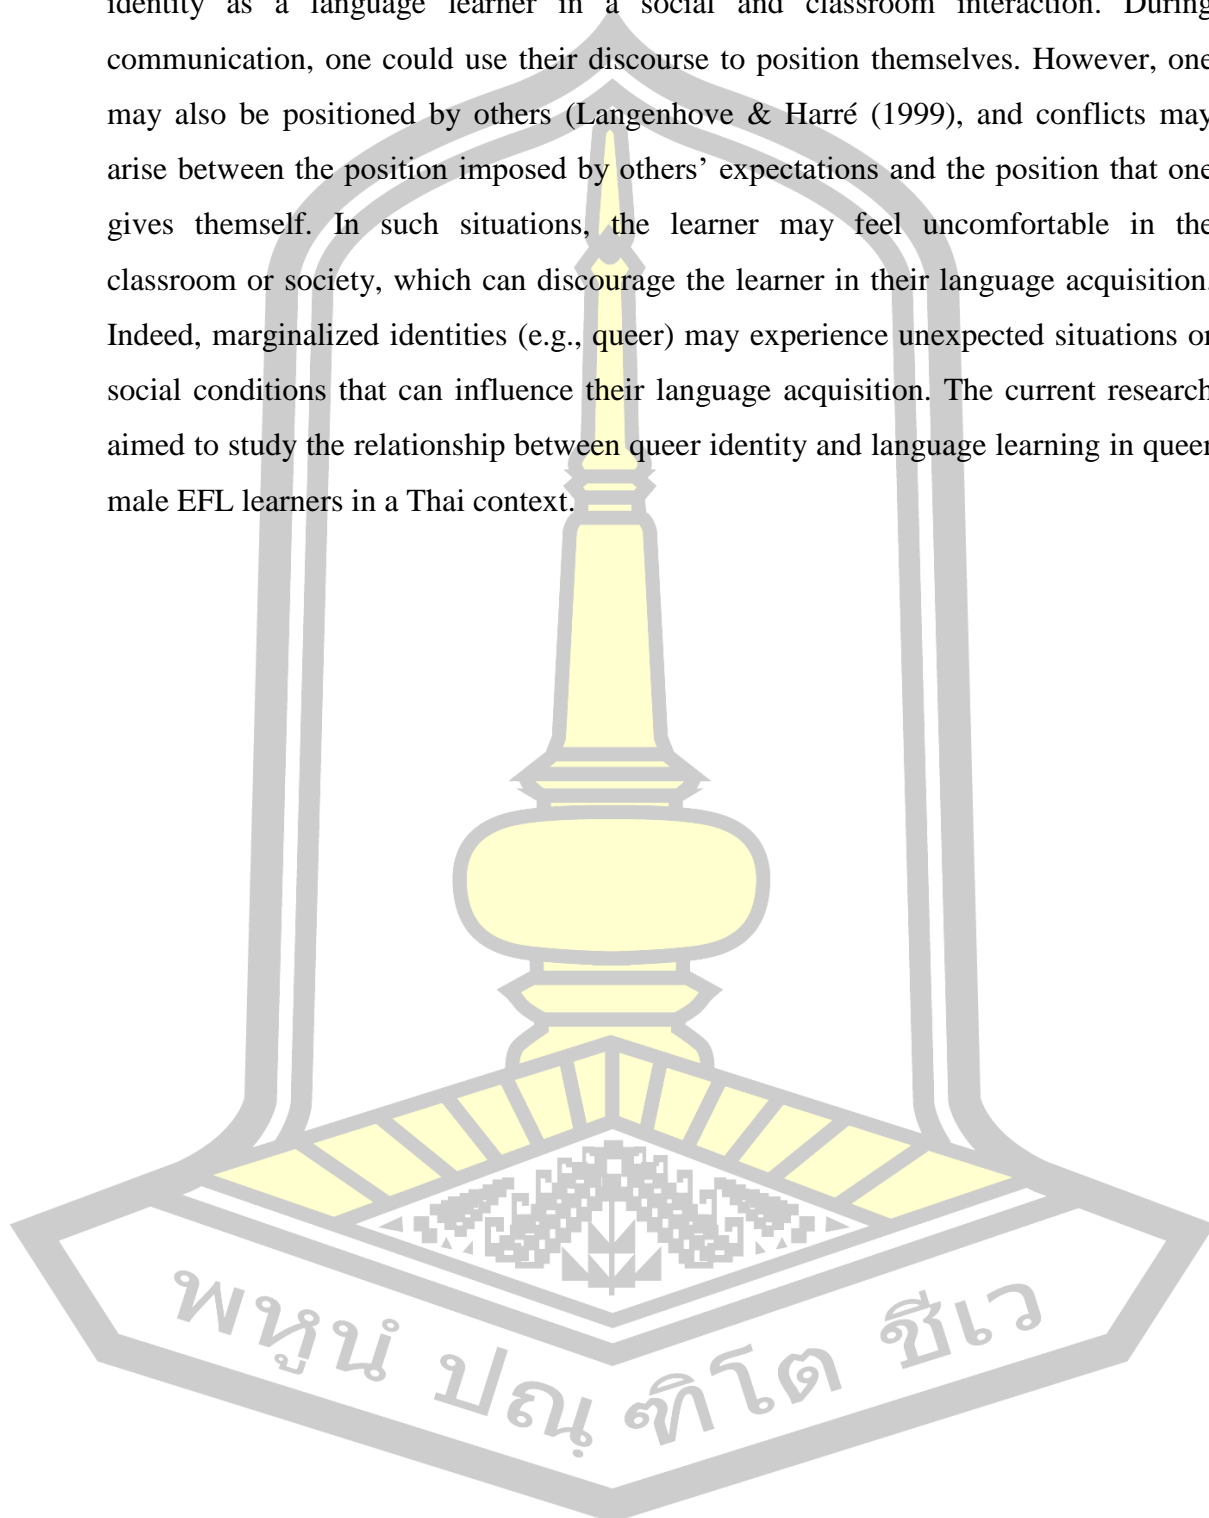 identity as a language learner in a social and classroom interaction. During
communication, one could use their discourse to position themselves. However, one
may also be positioned by others (Langenhove & Harré (1999), and conflicts may
arise between the position imposed by others’ expectations and the position that one
gives themself. In such situations, the learner may feel uncomfortable in the
classroom or society, which can discourage the learner in their language acquisition.
Indeed, marginalized identities (e.g., queer) may experience unexpected situations or
social conditions that can influence their language acquisition. The current research
aimed to study the relationship between queer identity and language learning in queer
male EFL learners in a Thai context.
พหูนํ ปณฺฑิโต ชีเว